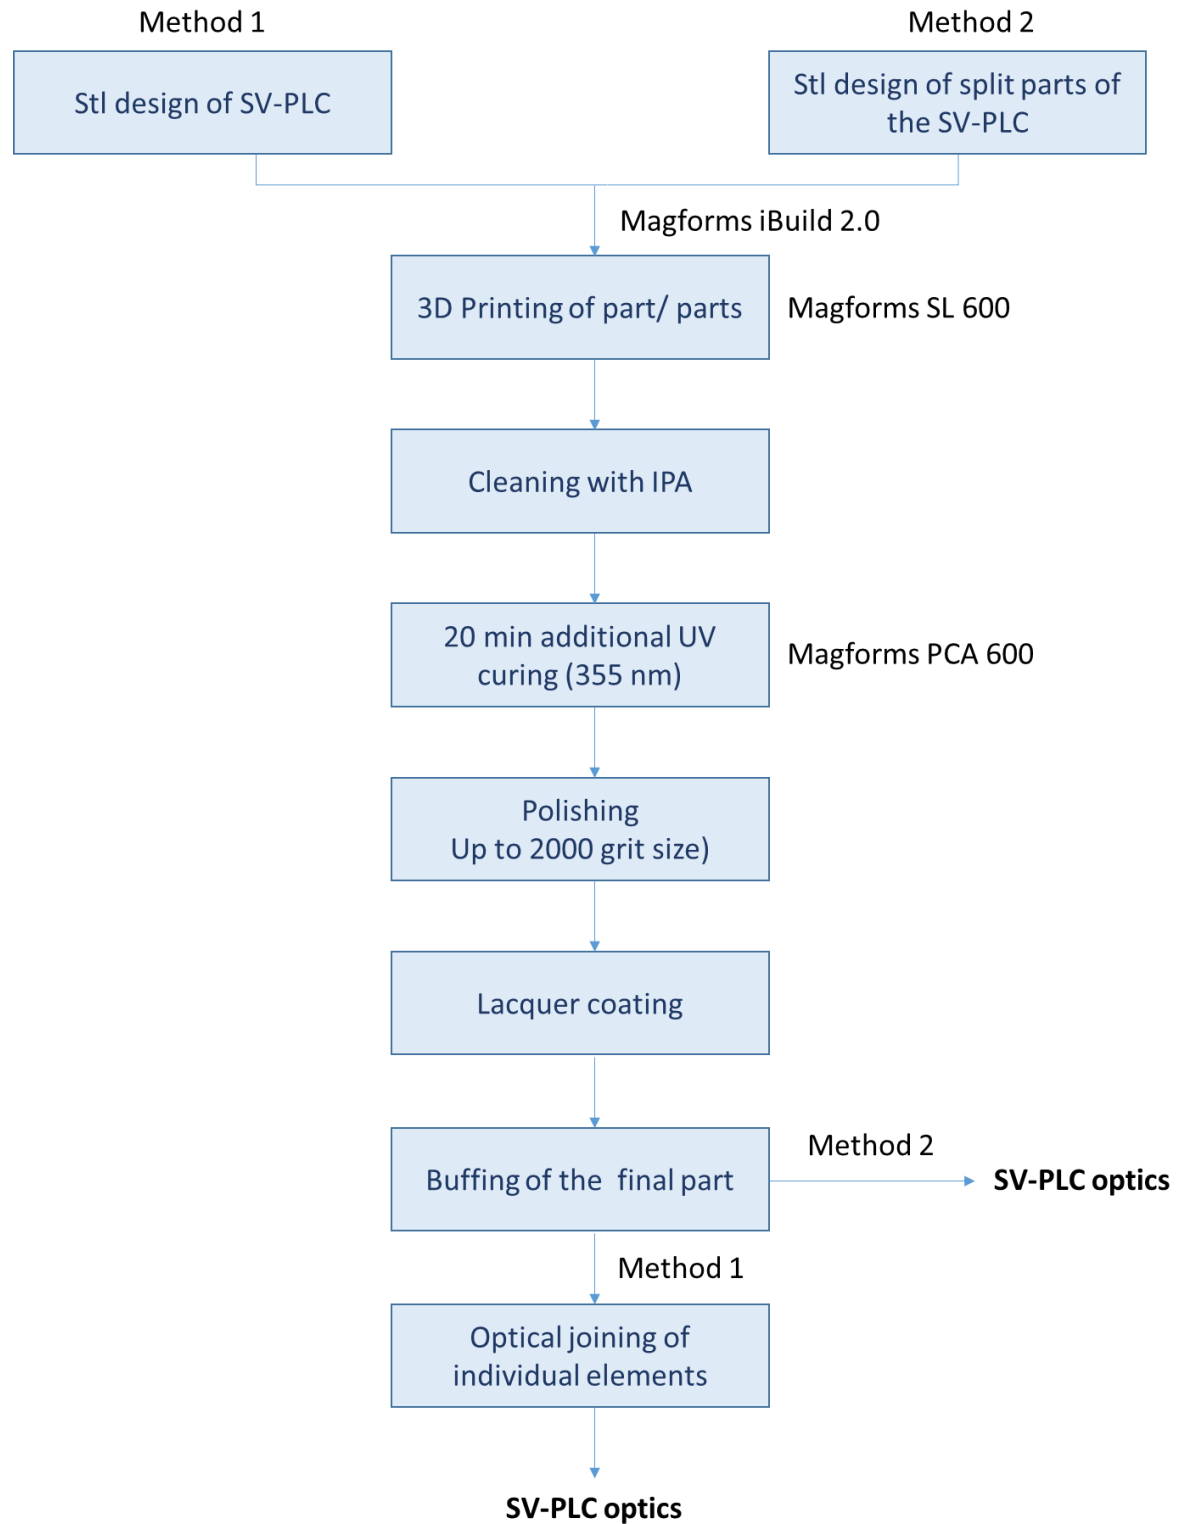 Method 1
Method 2
Stl design of SV-PLC
Stl design of split parts of
the SV-PLC
Magforms iBuild 2.0
3D Printing of part/ parts
Magforms SL 600
Cleaning with IPA
20 min additional UV
curing (355 nm)
Magforms PCA 600
Polishing
Up to 2000 grit size)
Lacquer coating
Buffing of the final part
Method 2
SV-PLC optics
Method 1
Optical joining of
individual elements
SV-PLC optics